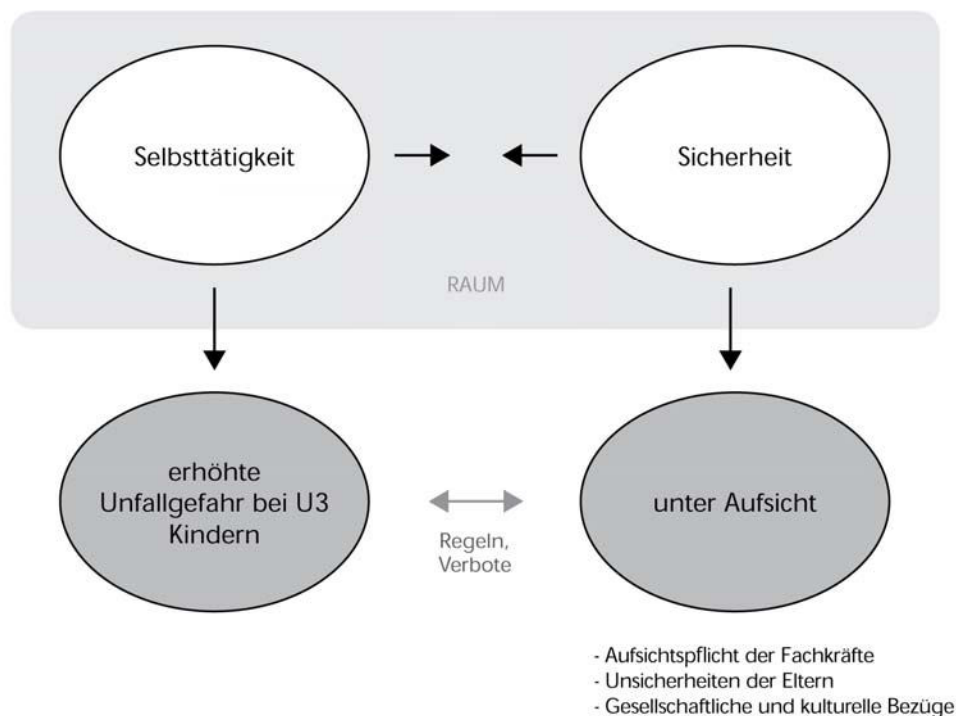 Selbsttätigkeit
Sicherheit
RAUM
erhöhte
Unfallgefahr bei U3
Kindern
Regeln,
Verbote
unter Aufsicht
- Aufsichtspflicht der Fachkräfte
- Unsicherheiten der Eltern
- Gesellschaftliche und kulturelle Bezüge